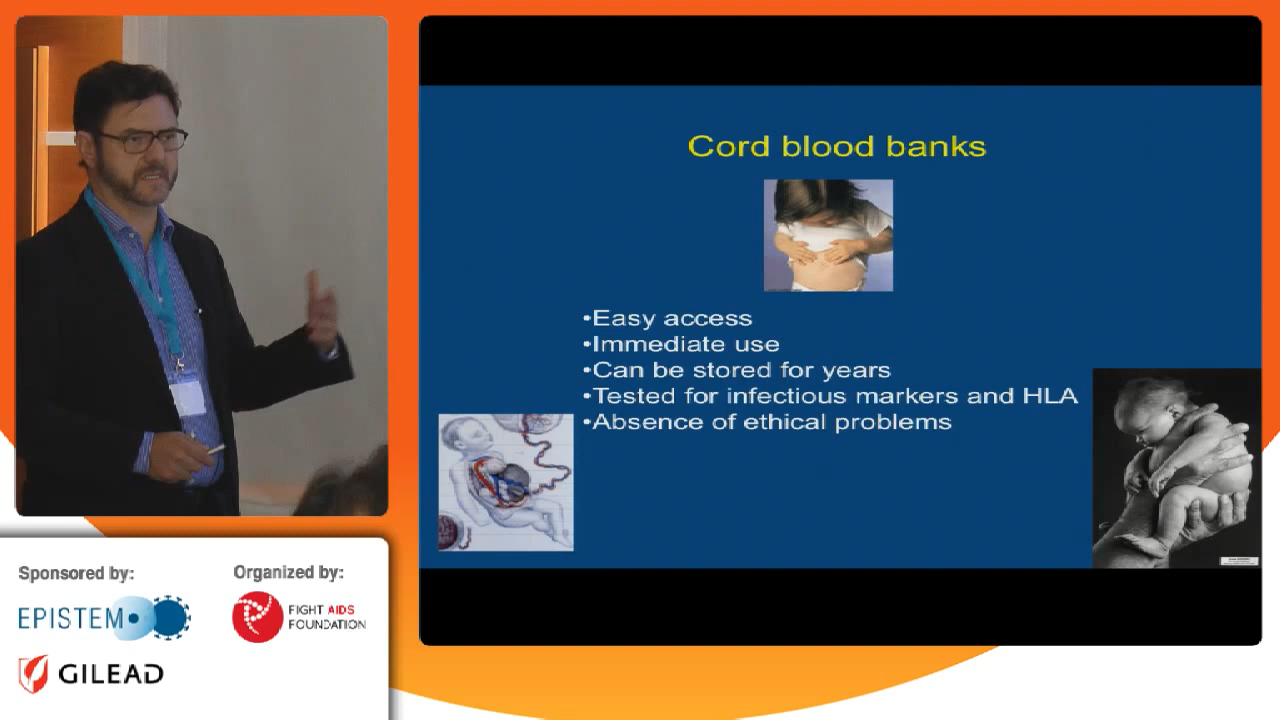 Cord blood banks
•Easy access
•Immediate use
•Can be stored for years
•Tested for infectious markers and HLA
•Absence of ethical problems
Sponsored by:
EPISTEM
GILEAD
Organized by:
FIGHT AIDS
FOUNDATION